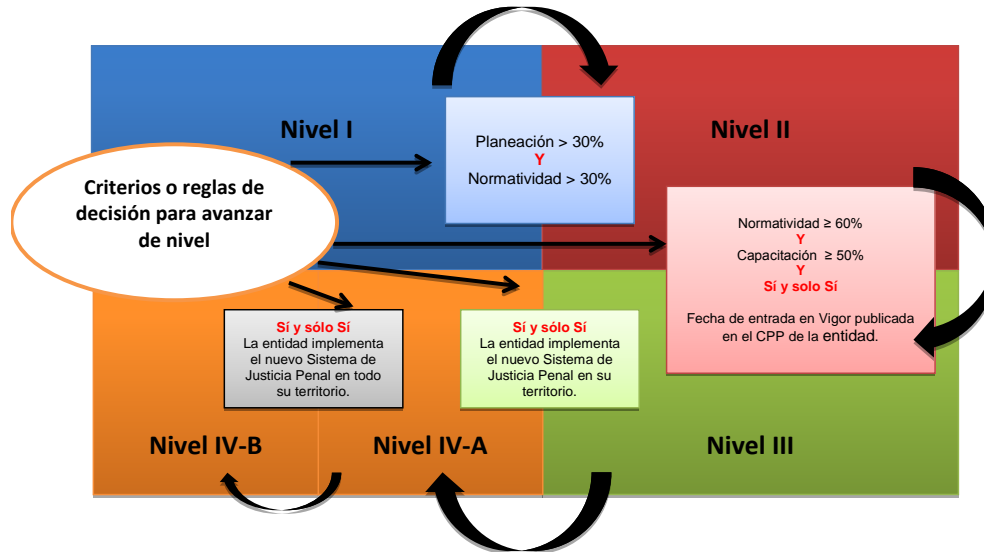 Nivel I
Nivel II
Planeación > 30%
Y
Normatividad > 30%
Criterios o reglas de
decisión para avanzar
de nivel
Normatividad ≥ 60%
Y
Capacitación ≥ 50%
Y
Sí y solo Sí
Fecha de entrada en Vigor publicada
en el CPP de la entidad.
Sí y sólo Sí
La entidad implementa
el nuevo Sistema de
Justicia Penal en todo
su territorio.
Sí y sólo Sí
La entidad implementa
el nuevo Sistema de
Justicia Penal en su
territorio.
Nivel IV-B
Nivel IV-A
Nivel III